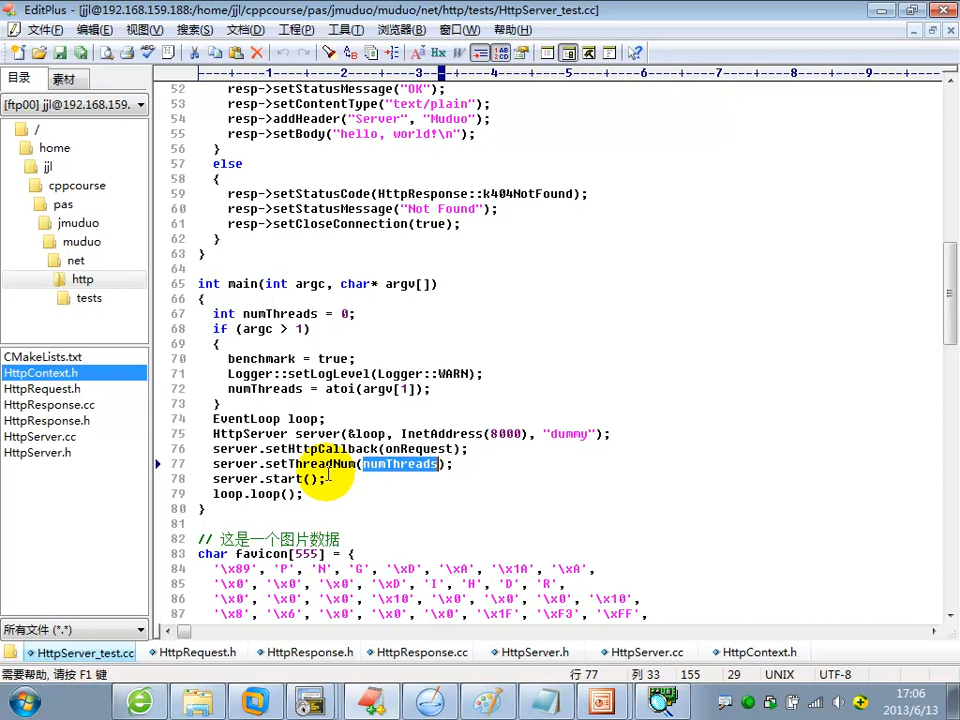 EditPlus - [jjl@192.168.159.188:/home/jjl/cppcourse/pas/jmuduo/muduo/net/http/tests/HttpServer_test.cc]
文件(F) 编辑(E) 视图(V) 搜索(S) 文档(D) 工程(P) 工具(T) 浏览器(B) 窗口(W) 帮助(H)
目录 素材
----+----1----+----2----+----3----+----4----+----5----+----6----+----7----+----8----+----9----+--
[ftp00] jjl@192.168.159.
/
home
jjl
cppcourse
pas
jmuduo
muduo
net
http
tests
CMakeLists.txt
HttpContext.h
HttpRequest.h
HttpResponse.cc
HttpResponse.h
HttpServer.cc
HttpServer.h
所有文件 (*.*)
52 resp->setStatusMessage("OK");
53 resp->setContentType("text/plain");
54 resp->addHeader("Server", "Muduo");
55 resp->setBody("hello, world!\n");
56 }
57 else
58 {
59 resp->setStatusCode(HttpResponse::k404NotFound);
60 resp->setStatusMessage("Not Found");
61 resp->setCloseConnection(true);
62 }
63 }
64
65 int main(int argc, char* argv[])
66 {
67 int numThreads = 0;
68 if (argc > 1)
69 {
70 benchmark = true;
71 Logger::setLogLevel(Logger::WARN);
72 numThreads = atoi(argv[1]);
73 }
74 EventLoop loop;
75 HttpServer server(&loop, InetAddress(8000), "dummy");
76 server.setHttpCallback(onRequest);
77 server.setThreadNum(numThreads);
78 server.start();
79 loop.loop();
80 }
81
82 // 这是一个图片数据
83 char favicon[555] = {
84 '\x89', 'P', 'N', 'G', '\xD', '\xA', '\x1A', '\xA',
85 '\x0', '\x0', '\x0', '\xD', 'I', 'H', 'D', 'R',
86 '\x0', '\x0', '\x0', '\x10', '\x0', '\x0', '\x0', '\x10',
87 '\x8', '\x6', '\x0', '\x0', '\x0', '\x1F', '\xF3', '\xFF',
HttpServer_test.cc HttpRequest.h HttpResponse.h HttpResponse.cc HttpServer.h HttpServer.cc HttpContext.h
需要帮助, 请按 F1 键 行 77 列 33 155 29 UNIX UTF-8
17:06
2013/6/13